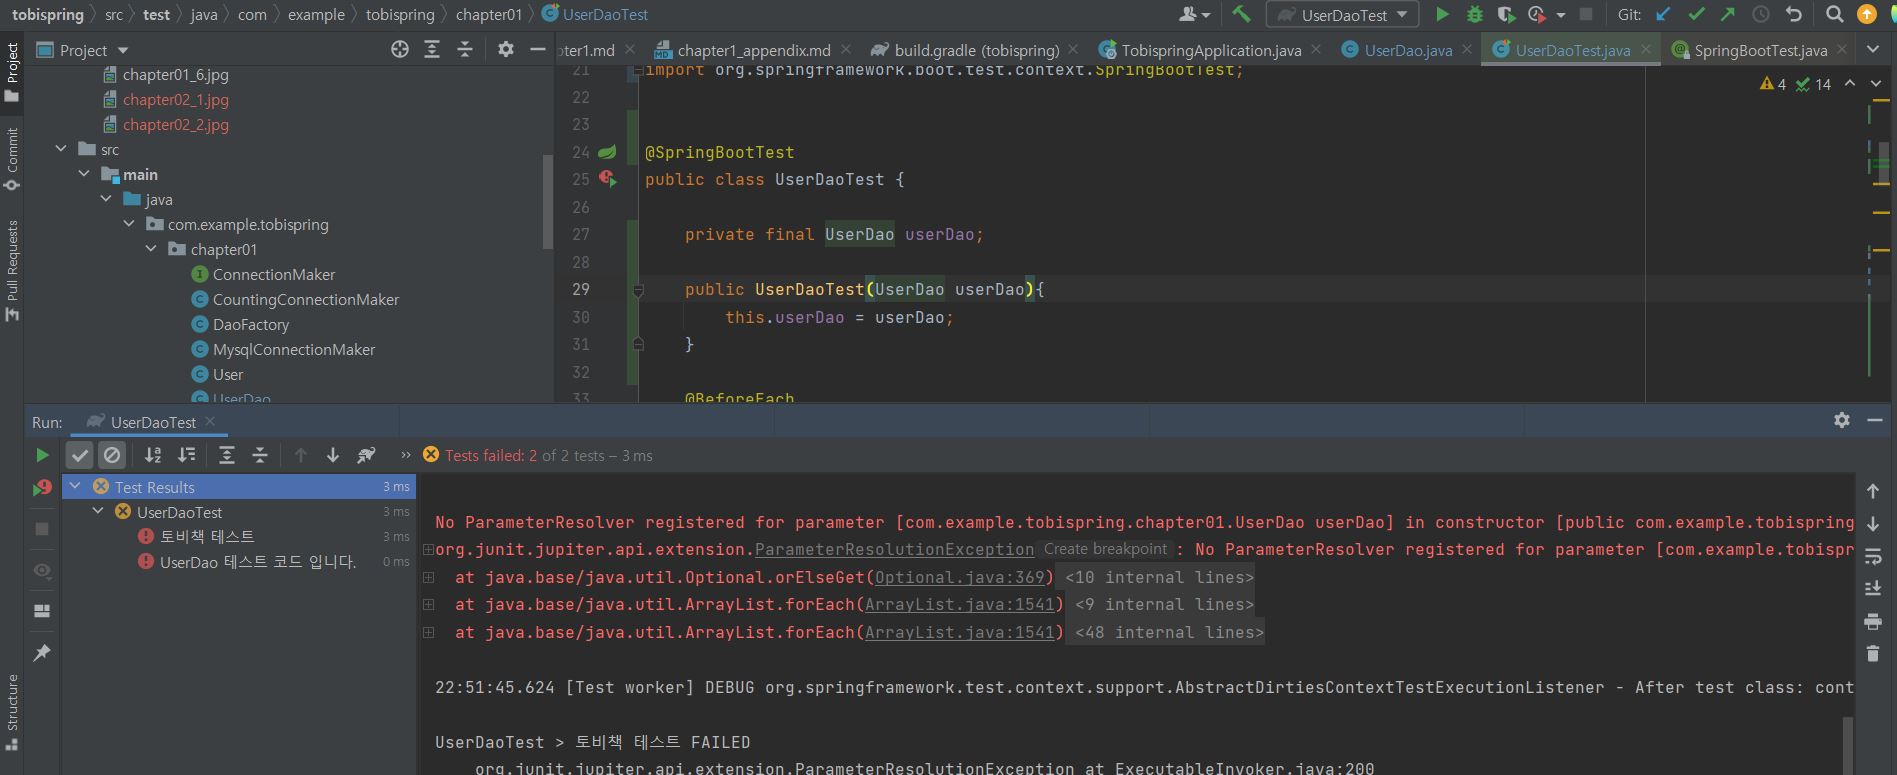 tobispring src test java com example tobispring chapter01 UserDaoTest
UserDaoTest
Git:
Project
Commit
Pull Requests
Structure
Project
chapter01_6.jpg
chapter02_1.jpg
chapter02_2.jpg
src
main
java
com.example.tobispring
chapter01
ConnectionMaker
CountingConnectionMaker
DaoFactory
MysqlConnectionMaker
User
UserDao
pter1.md chapter1_appendix.md build.gradle (tobispring) TobispringApplication.java UserDao.java UserDaoTest.java SpringBootTest.java
4 14
21 import org.springframework.boot.test.context.SpringBootTest;
22
23
24 @SpringBootTest
25 public class UserDaoTest {
26
27 private final UserDao userDao;
28
29 public UserDaoTest(UserDao userDao){
30 this.userDao = userDao;
31 }
32
33 @BeforeEach
Run: UserDaoTest
Tests failed: 2 of 2 tests – 3 ms
Test Results 3 ms
UserDaoTest 3 ms
토비책 테스트 3 ms
UserDao 테스트 코드 입니다. 0 ms
No ParameterResolver registered for parameter [com.example.tobispring.chapter01.UserDao userDao] in constructor [public com.example.tobispring
org.junit.jupiter.api.extension.ParameterResolutionException Create breakpoint : No ParameterResolver registered for parameter [com.example.tobispr
at java.base/java.util.Optional.orElseGet(Optional.java:369) <10 internal lines>
at java.base/java.util.ArrayList.forEach(ArrayList.java:1541) <9 internal lines>
at java.base/java.util.ArrayList.forEach(ArrayList.java:1541) <48 internal lines>
22:51:45.624 [Test worker] DEBUG org.springframework.test.context.support.AbstractDirtiesContextTestExecutionListener - After test class: cont
UserDaoTest > 토비책 테스트 FAILED
org.junit.jupiter.api.extension.ParameterResolutionException at ExecutableInvoker.java:200